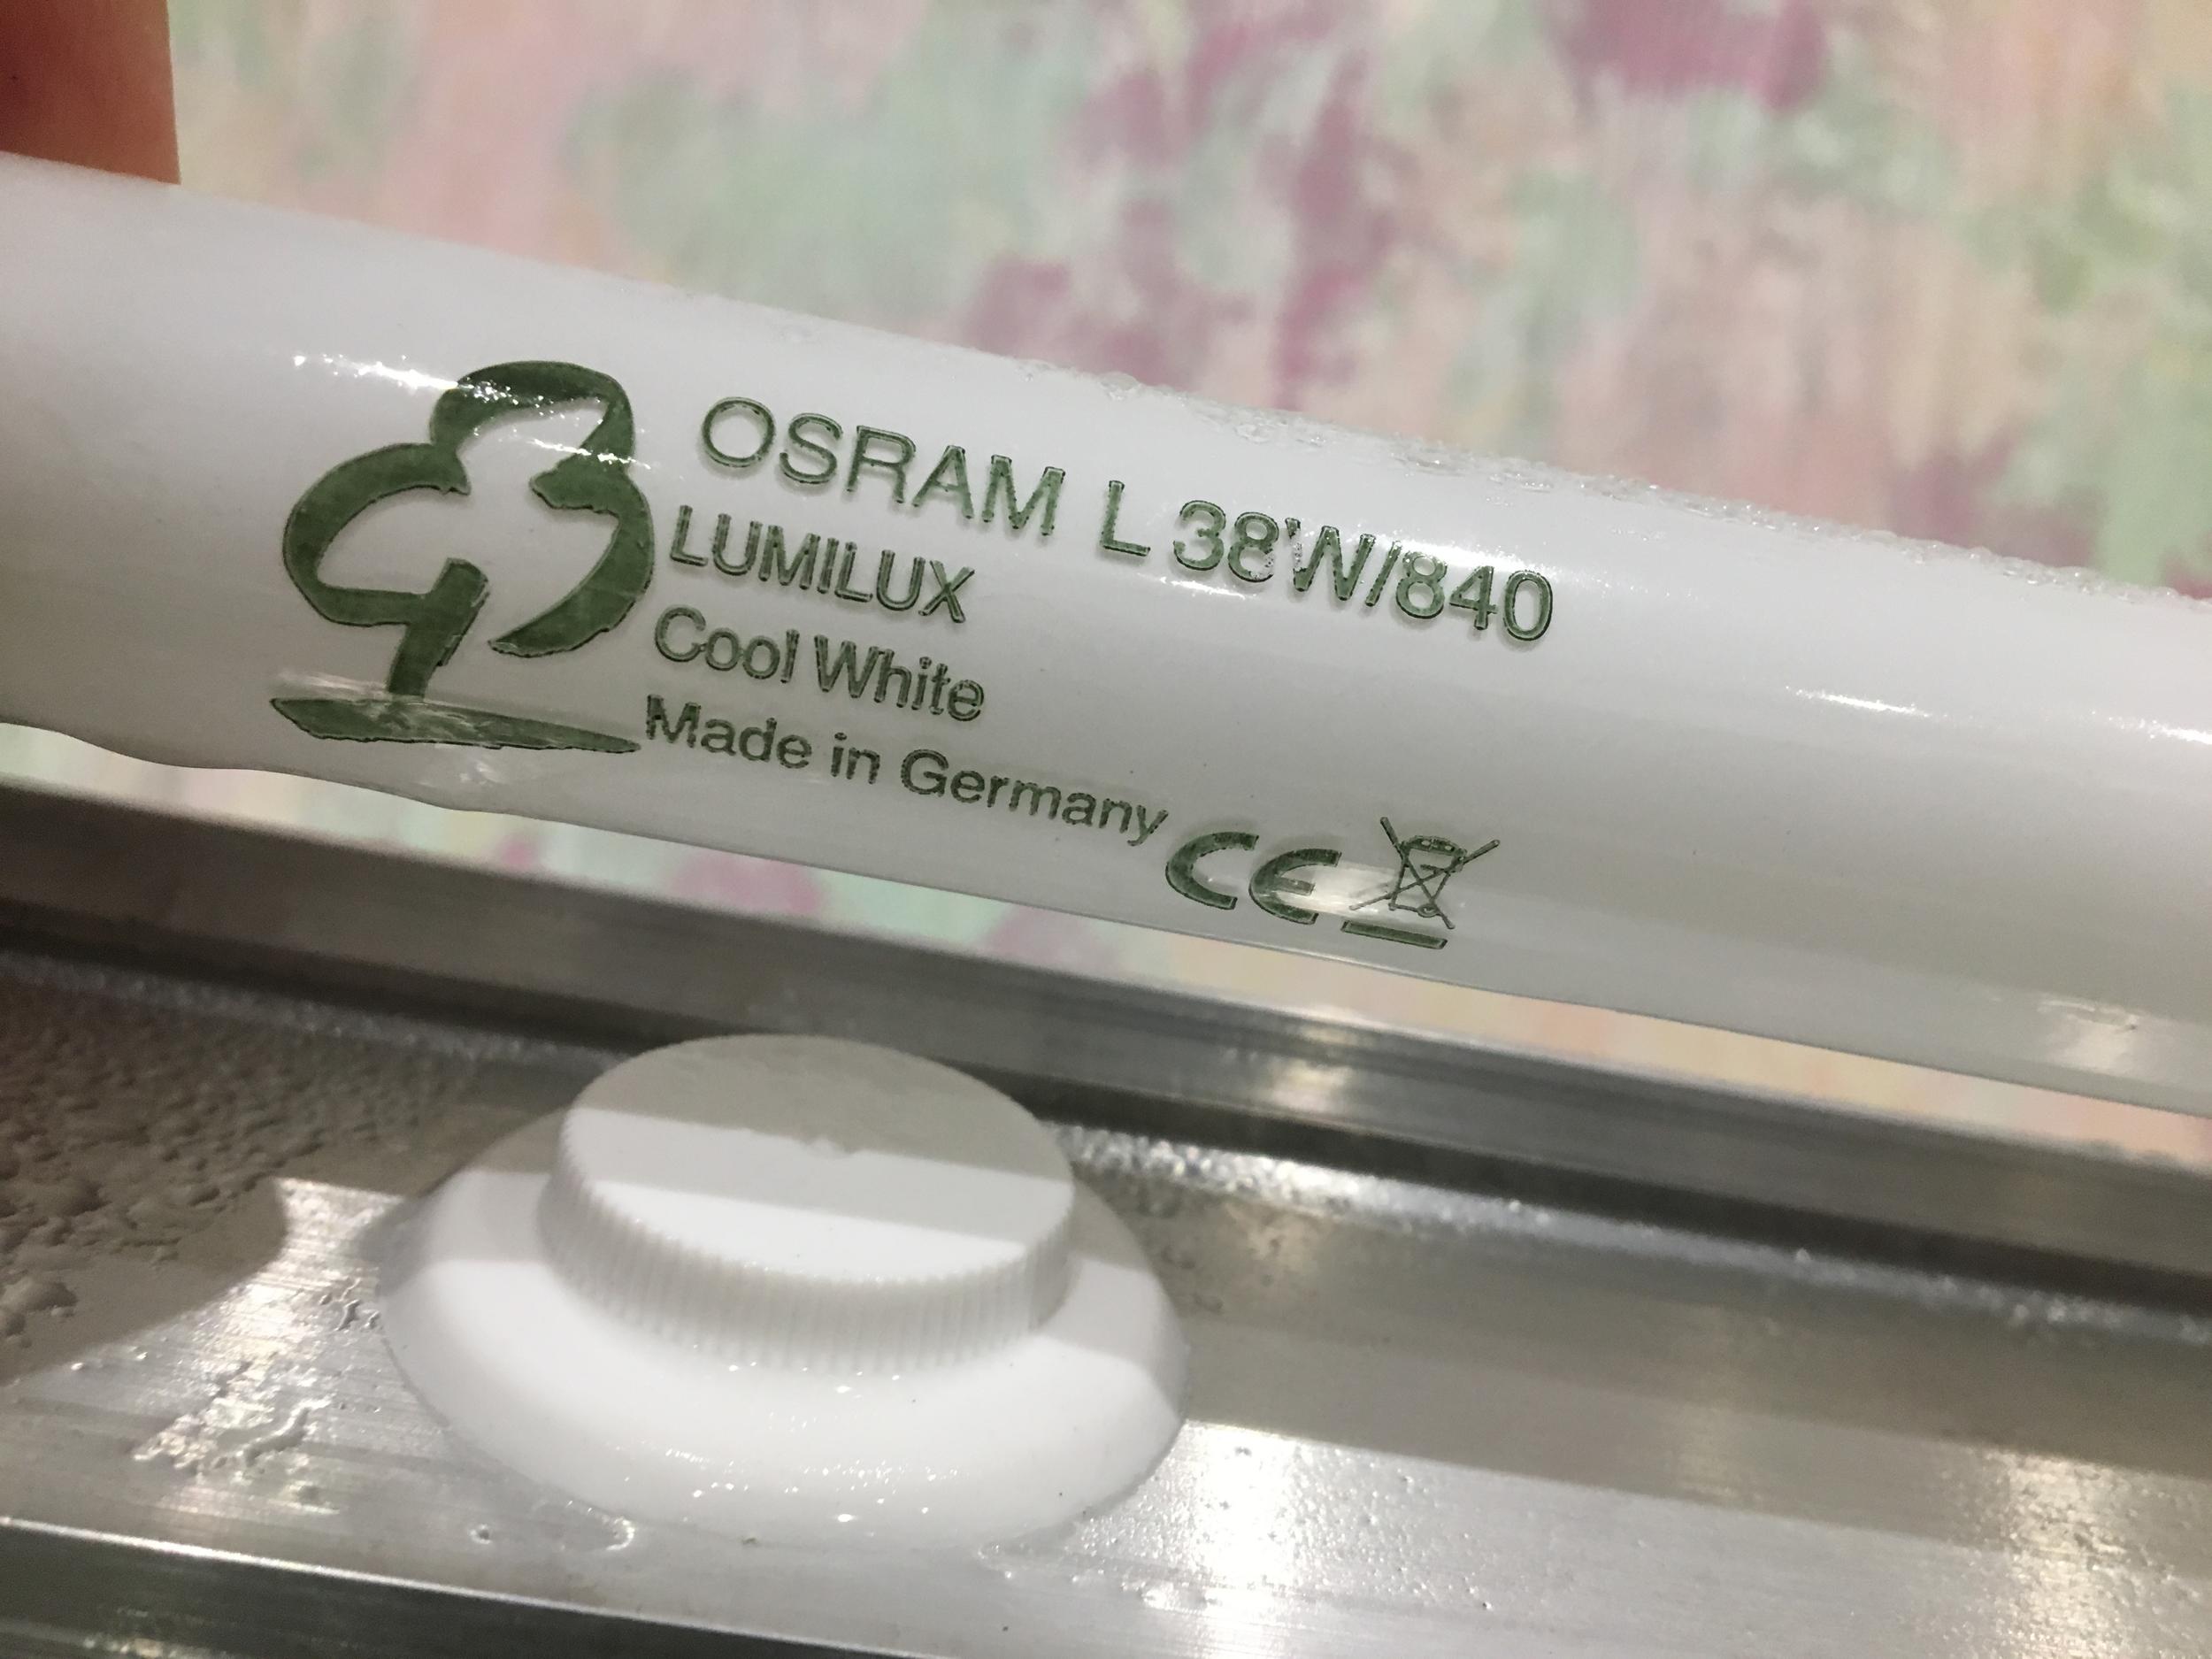 OSRAM L 38W/840
LUMILUX
Cool White
Made in Germany CE